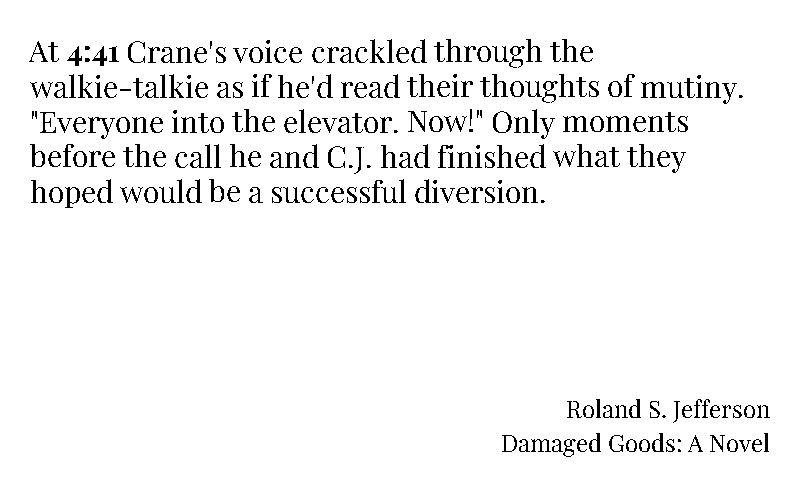 At 4:41 Crane's voice crackled through the
walkie-talkie as if he'd read their thoughts of mutiny.
"Everyone into the elevator. Now!" Only moments
before the call he and C.J. had finished what they
hoped would be a successful diversion.
Roland S. Jefferson
Damaged Goods: A Novel